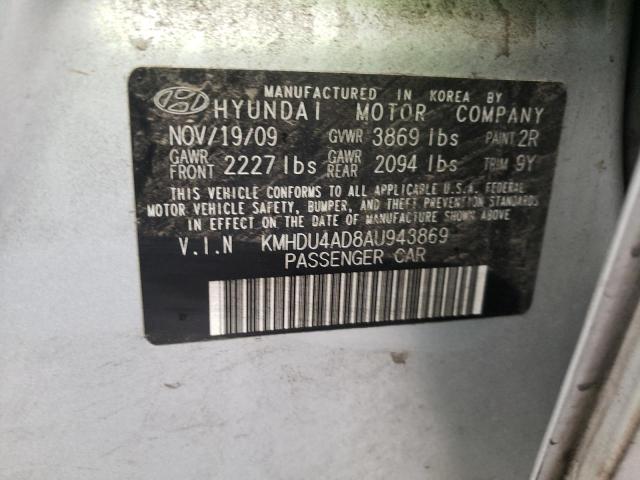 MANUFACTURED IN KOREA BY
HYUNDAI MOTOR COMPANY
NOV/19/09 GVWR 3869 lbs PAINT 2R
GAWR FRONT 2227 lbs GAWR REAR 2094 lbs TRIM 9Y
THIS VEHICLE CONFORMS TO ALL APPLICABLE U.S.A. FEDERAL
MOTOR VEHICLE SAFETY, BUMPER, AND THEFT PREVENTION STANDARDS
IN EFFECT ON THE DATE OF MANUFACTURE SHOWN ABOVE.
V.I.N KMHDU4AD8AU943869
PASSENGER CAR